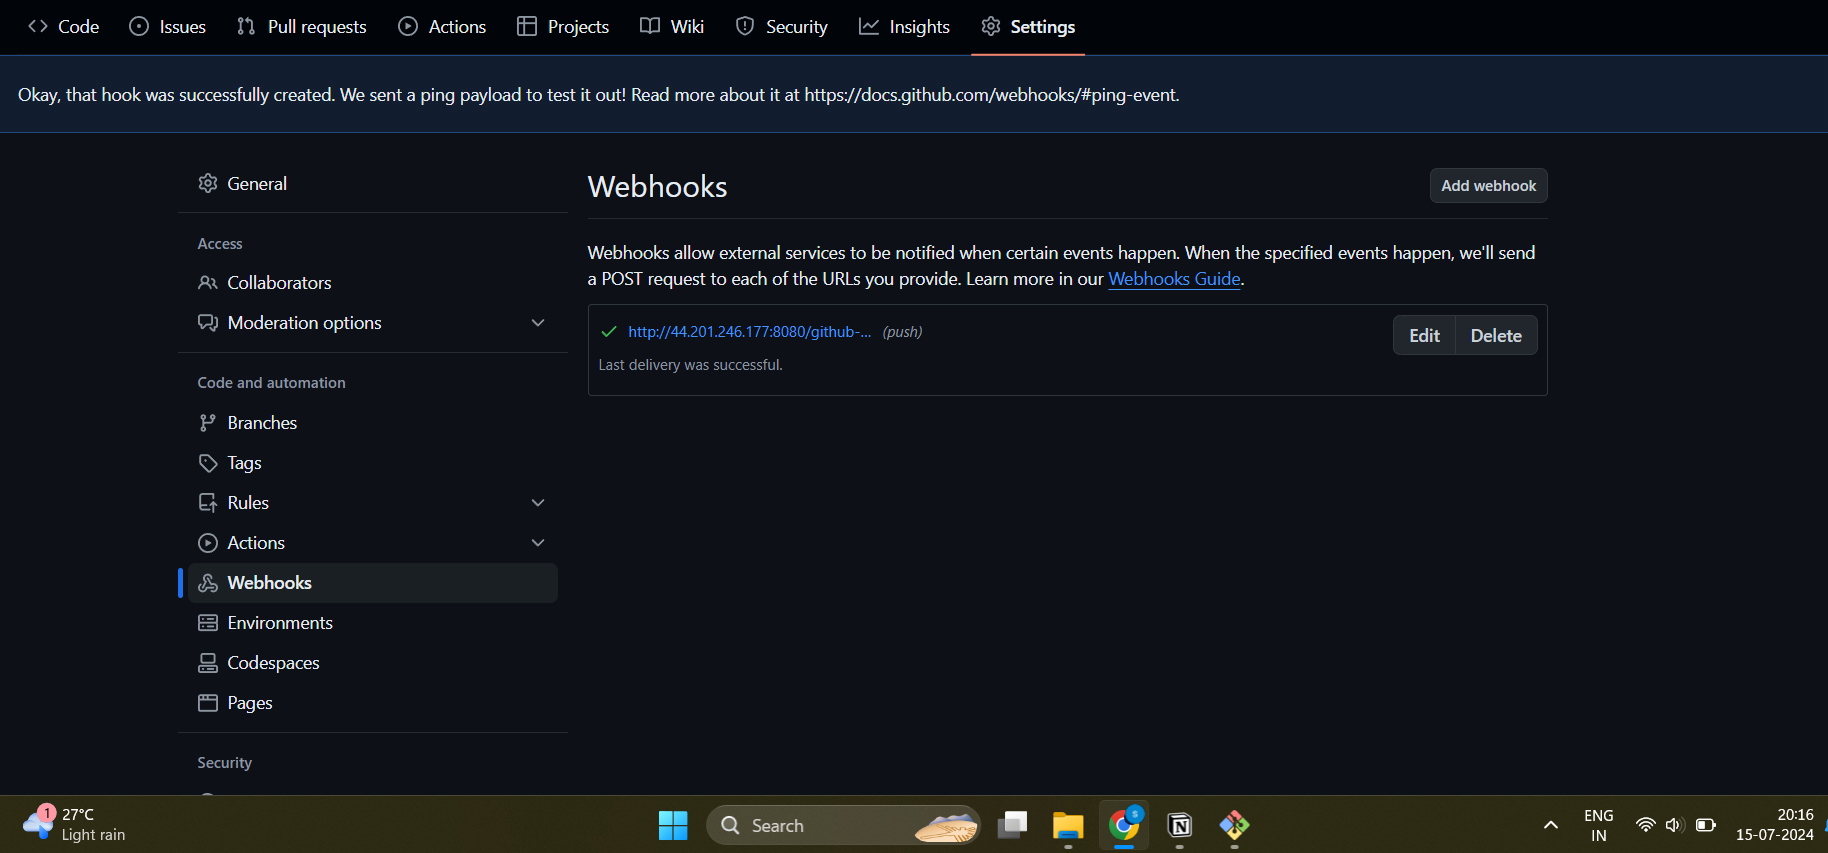 Code Issues Pull requests Actions Projects Wiki Security Insights Settings
Okay, that hook was successfully created. We sent a ping payload to test it out! Read more about it at https://docs.github.com/webhooks/#ping-event.
General
Access
Collaborators
Moderation options
Code and automation
Branches
Tags
Rules
Actions
Webhooks
Environments
Codespaces
Pages
Security
Webhooks
Add webhook
Webhooks allow external services to be notified when certain events happen. When the specified events happen, we'll send
a POST request to each of the URLs you provide. Learn more in our Webhooks Guide.
http://44.201.246.177:8080/github-... (push)
Edit Delete
Last delivery was successful.
1
27°C
Light rain
Search
ENG
IN
20:16
15-07-2024